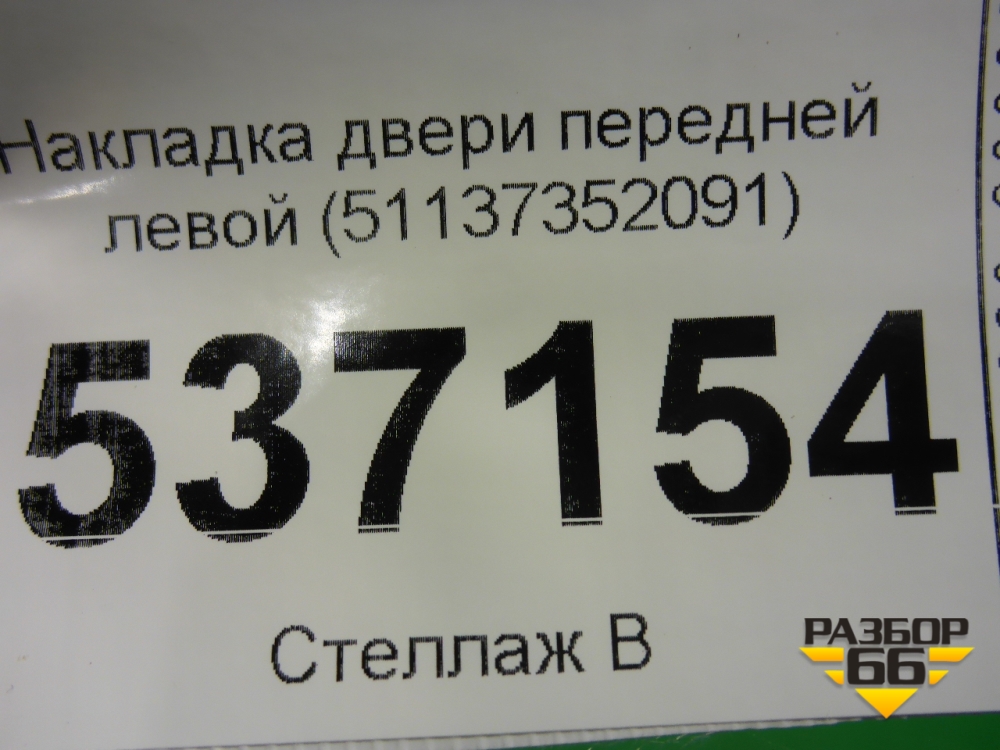 Накладка двери передней
левой (51137352091)
537154
Стеллаж В
РАЗБОР
66